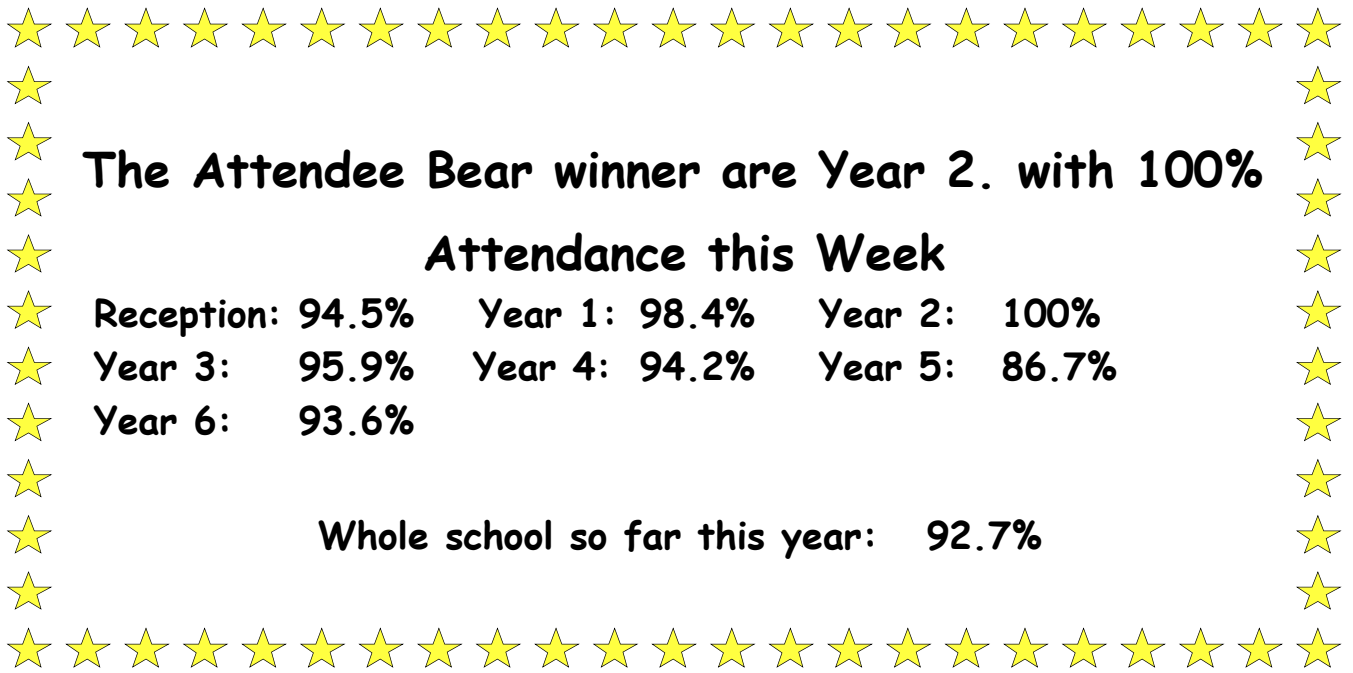 The Attendee Bear winner are Year 2. with 100%
Attendance this Week
Reception: 94.5% Year 1: 98.4% Year 2: 100%
Year 3: 95.9% Year 4: 94.2% Year 5: 86.7%
Year 6: 93.6%
Whole school so far this year: 92.7%